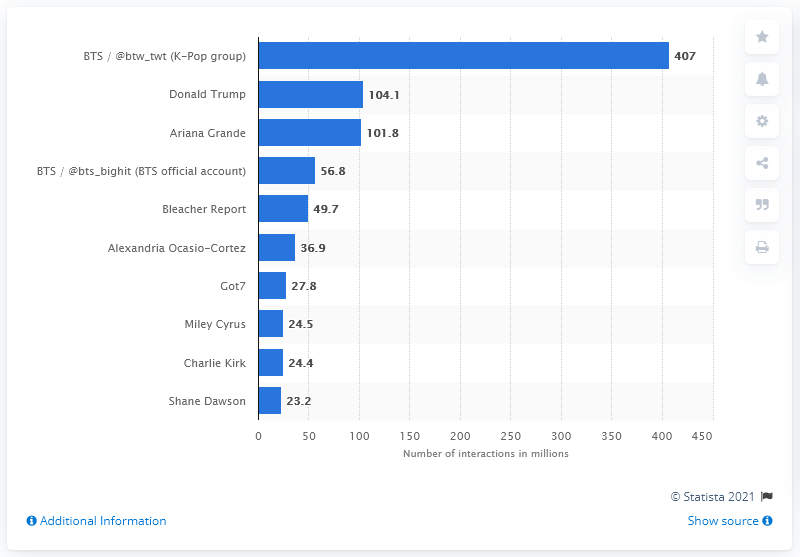 BTS / @btw_twt (K-Pop group) 407
Donald Trump 104.1
Ariana Grande 101.8
BTS / @bts_bighit (BTS official account) 56.8
Bleacher Report 49.7
Alexandria Ocasio-Cortez 36.9
Got7 27.8
Miley Cyrus 24.5
Charlie Kirk 24.4
Shane Dawson 23.2
0 50 100 150 200 250 300 350 400 450
Number of interactions in millions
© Statista 2021
Additional Information Show source